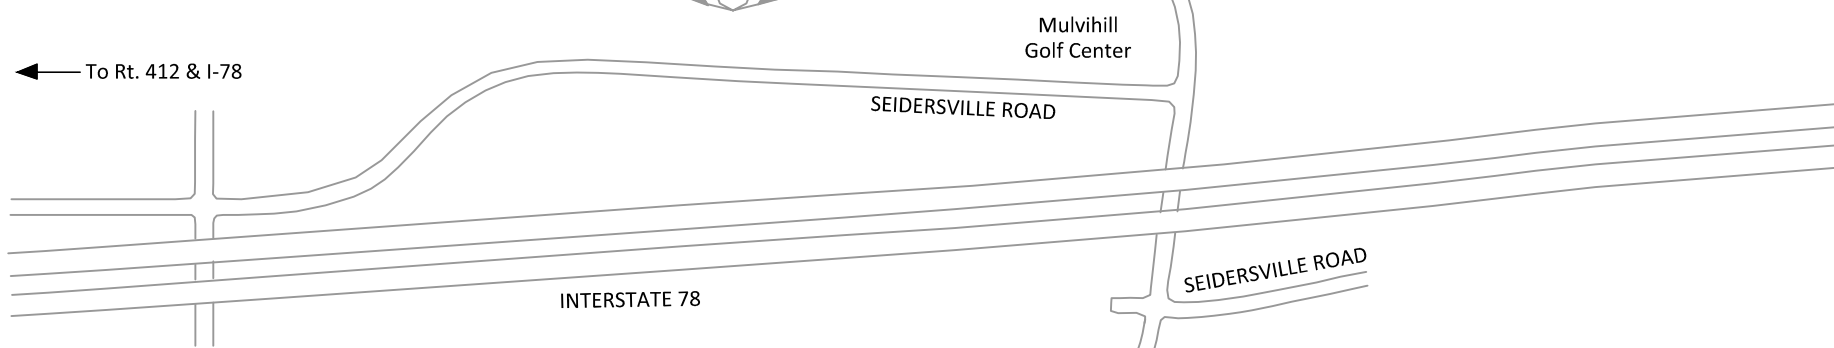 Mulvihill
Golf Center
To Rt. 412 & I-78
SEIDERSVILLE ROAD
SEIDERSVILLE ROAD
INTERSTATE 78